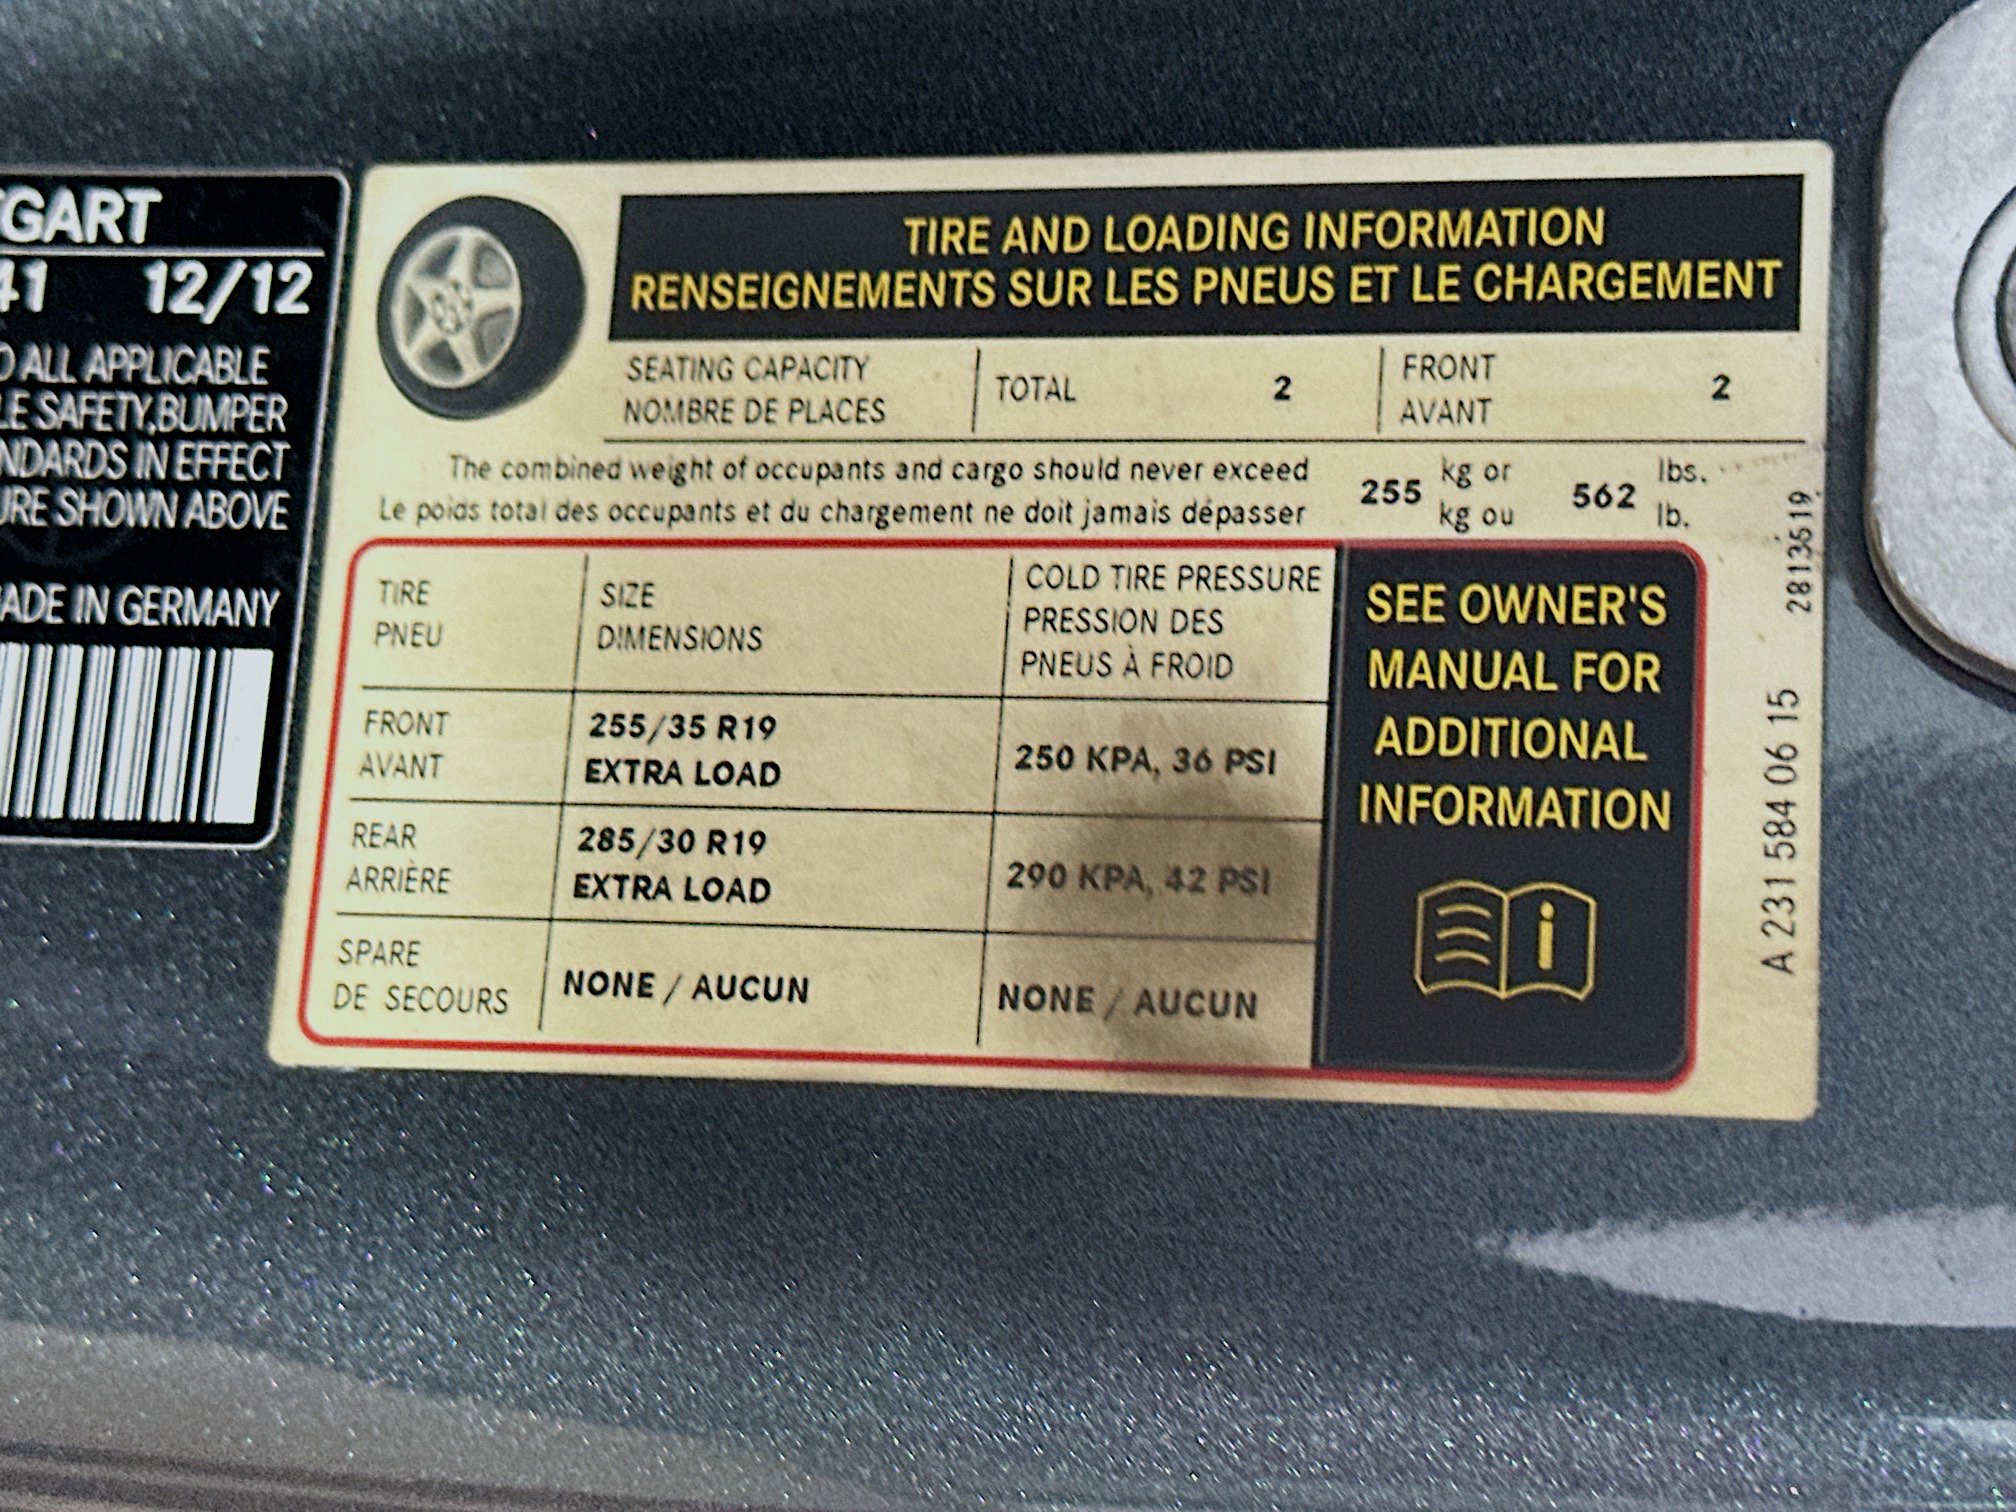 GART
41 12/12
ALL APPLICABLE
LE SAFETY,BUMPER
NDARDS IN EFFECT
URE SHOWN ABOVE
ADE IN GERMANY
TIRE AND LOADING INFORMATION
RENSEIGNEMENTS SUR LES PNEUS ET LE CHARGEMENT
SEATING CAPACITY
NOMBRE DE PLACES
TOTAL 2
FRONT
AVANT
2
The combined weight of occupants and cargo should never exceed
Le poids total des occupants et du chargement ne doit jamais dépasser
255
kg or
kg ou
562
lbs.
lb.
TIRE
PNEU
SIZE
DIMENSIONS
COLD TIRE PRESSURE
PRESSION DES
PNEUS À FROID
FRONT
AVANT
255/35 R19
EXTRA LOAD
250 KPA, 36 PSI
REAR
ARRIÈRE
285/30 R19
EXTRA LOAD
290 KPA, 42 PSI
SPARE
DE SECOURS
NONE / AUCUN
NONE / AUCUN
SEE OWNER'S
MANUAL FOR
ADDITIONAL
INFORMATION
i
A 231 584 06 15 2813619